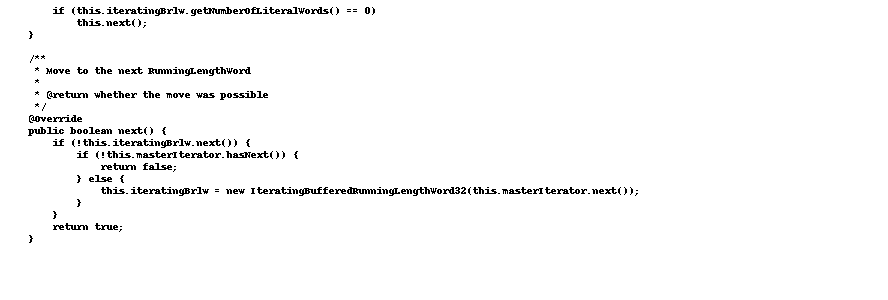 if (this.iteratingBrlw.getNumberOfLiteralWords() == 0)
        this.next();
}

/**
 * Move to the next RunningLengthWord
 *
 * @return whether the move was possible
 */
@Override
public boolean next() {
    if (!this.iteratingBrlw.next()) {
        if (!this.masterIterator.hasNext()) {
            return false;
        } else {
            this.iteratingBrlw = new IteratingBufferedRunningLengthWord32(this.masterIterator.next());
        }
    }
    return true;
}